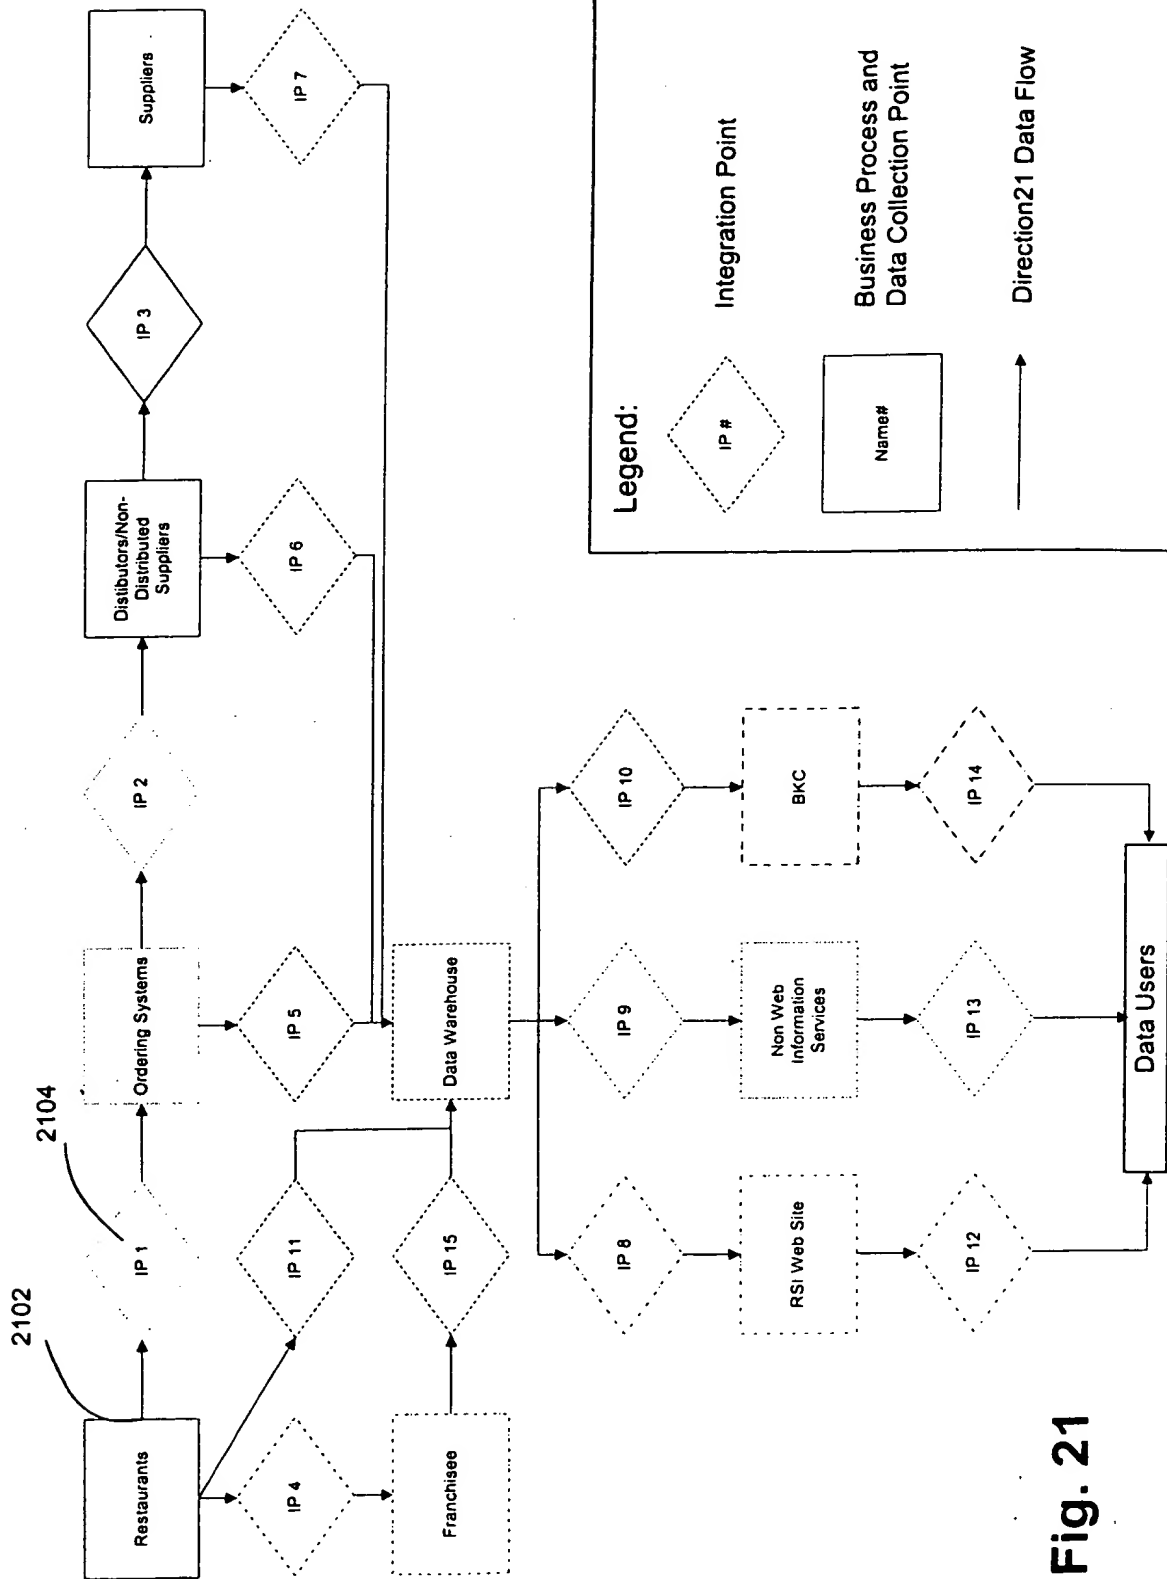 2102
2104
Restaurants
IP 1
Ordering Systems
IP 2
Distibutors/Non-
Distributed
Suppliers
IP 3
Suppliers
IP 4
IP 11
IP 5
IP 6
IP 7
Franchisee
IP 15
Data Warehouse
IP 8
IP 9
IP 10
RSI Web Site
Non Web
Information
Services
BKC
IP 12
IP 13
IP 14
Data Users
Legend:
IP #
Integration Point
Name#
Business Process and
Data Collection Point
Direction21 Data Flow
Fig. 21